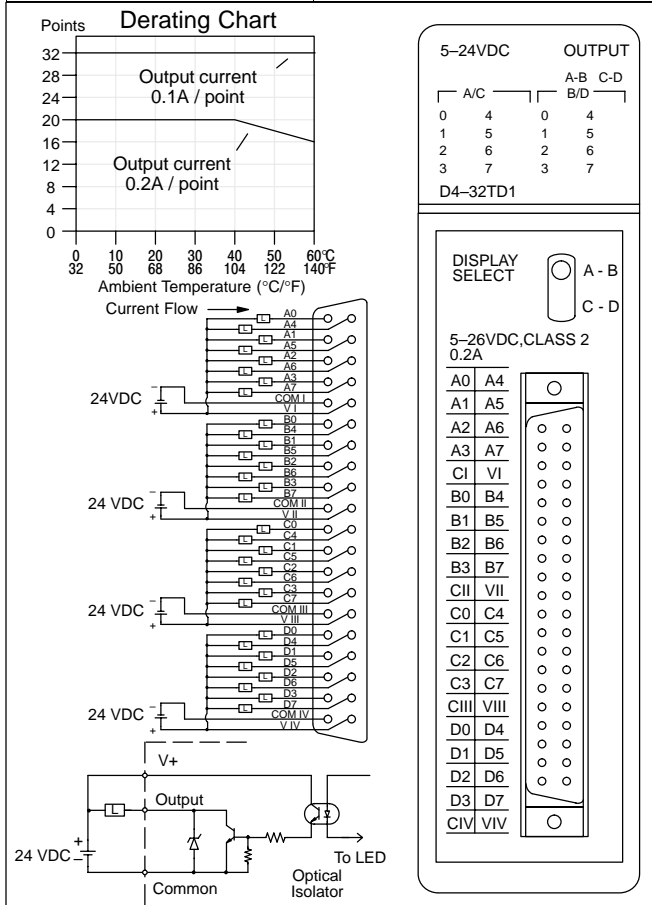 Derating Chart
Points
32
28
24
20
16
12
8
4
0
Output current
0.1A / point
Output current
0.2A / point
0 10 20 30 40 50 60°C
32 50 68 86 104 122 140°F
Ambient Temperature (°C/°F)
Current Flow
L A0
L A4
L A1
L A5
L A2
L A6
L A3
L A7
COM I
V I
24VDC
− +
L B0
L B4
L B1
L B5
L B2
L B6
L B3
L B7
COM II
V II
24 VDC
− +
L C0
L C4
L C1
L C5
L C2
L C6
L C3
L C7
COM III
V III
24 VDC
− +
L D0
L D4
L D1
L D5
L D2
L D6
L D3
L D7
COM IV
V IV
24 VDC
− +
V+
L
Output
24 VDC
+ −
Common
Optical
Isolator
To LED
5–24VDC OUTPUT
A-B C-D
A/C B/D
0 4 0 4
1 5 1 5
2 6 2 6
3 7 3 7
D4–32TD1
DISPLAY
SELECT
A - B
C - D
5–26VDC,CLASS 2
0.2A
A0 A4
A1 A5
A2 A6
A3 A7
CI VI
B0 B4
B1 B5
B2 B6
B3 B7
CII VII
C0 C4
C1 C5
C2 C6
C3 C7
CIII VIII
D0 D4
D1 D5
D2 D6
D3 D7
CIV VIV